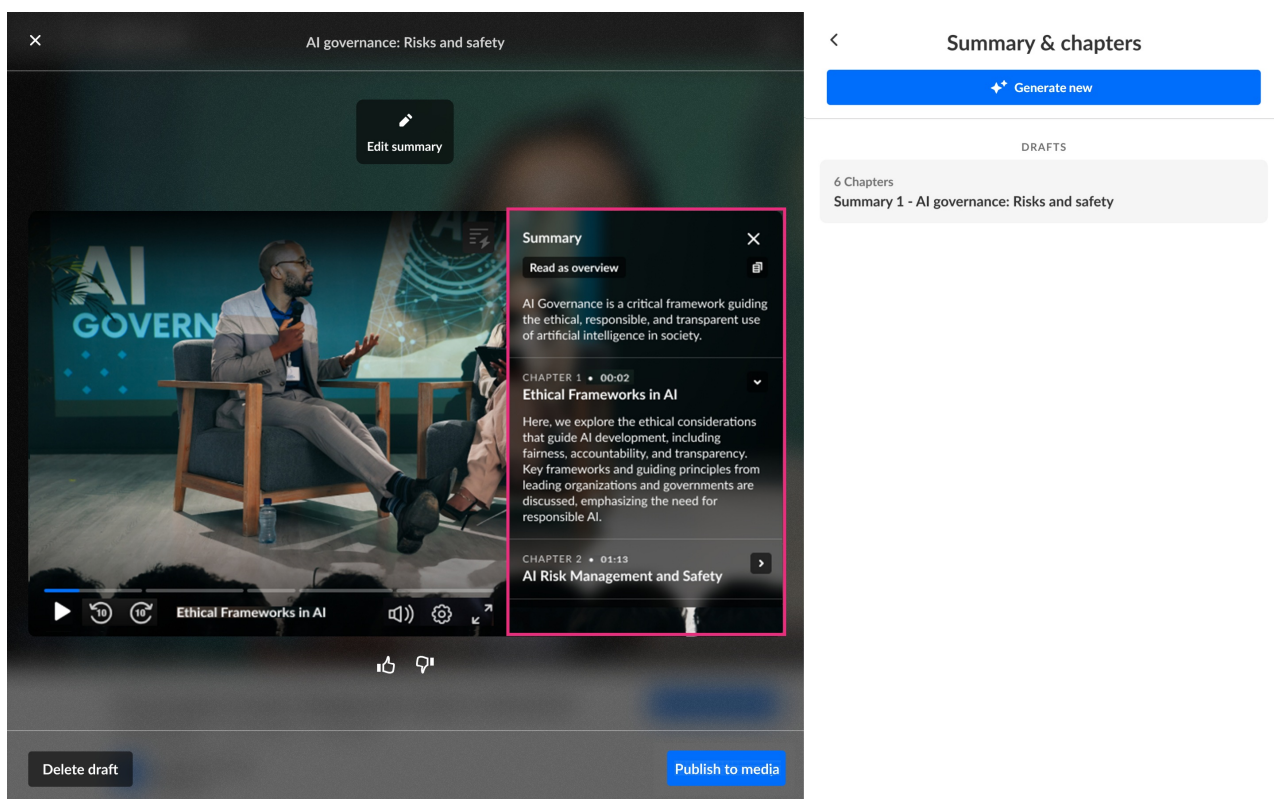 AI governance: Risks and safety
Edit summary
AI
AI
GOVERN
Summary
Read as overview
AI Governance is a critical framework guiding
the ethical, responsible, and transparent use
of artificial intelligence in society.
CHAPTER 1 • 00:02
Ethical Frameworks in AI
Here, we explore the ethical considerations
that guide AI development, including
fairness, accountability, and transparency.
Key frameworks and guiding principles from
leading organizations and governments are
discussed, emphasizing the need for
responsible AI.
CHAPTER 2 • 01:13
AI Risk Management and Safety
10
10
Ethical Frameworks in AI
Delete draft
Publish to media
Summary & chapters
Generate new
DRAFTS
6 Chapters
Summary 1 - AI governance: Risks and safety